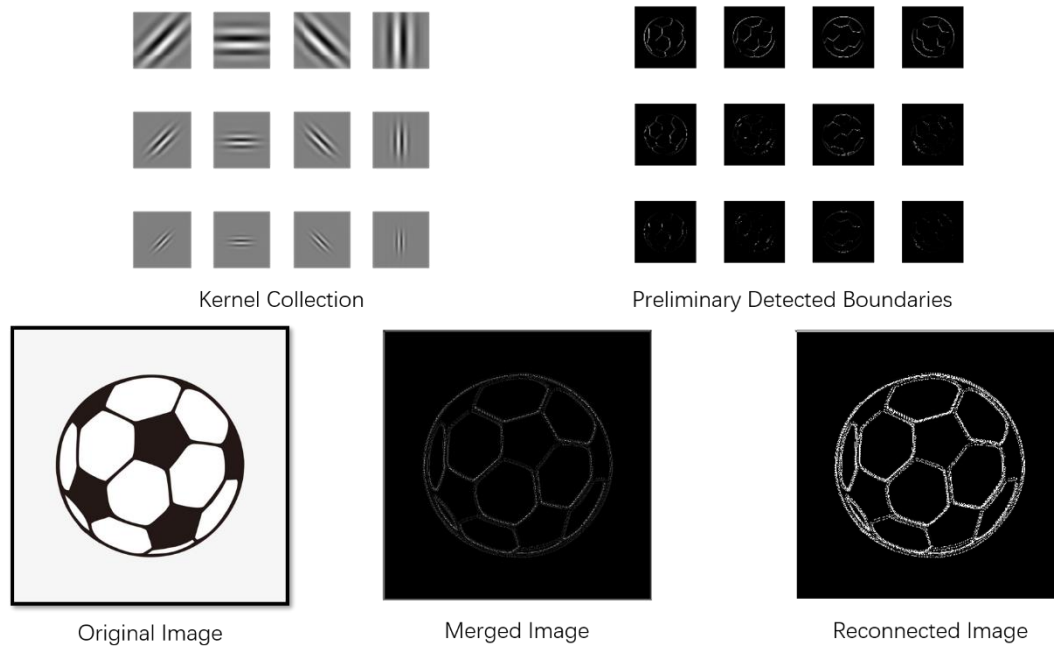 Kernel Collection
Preliminary Detected Boundaries
Original Image
Merged Image
Reconnected Image